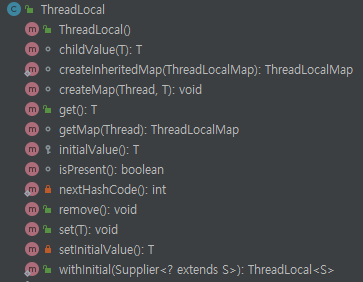 ThreadLocal
ThreadLocal()
childValue(T): T
createInheritedMap(ThreadLocalMap): ThreadLocalMap
createMap(Thread, T): void
get(): T
getMap(Thread): ThreadLocalMap
initialValue(): T
isPresent(): boolean
nextHashCode(): int
remove(): void
set(T): void
setInitialValue(): T
withInitial(Supplier<? extends S>): ThreadLocal<S>